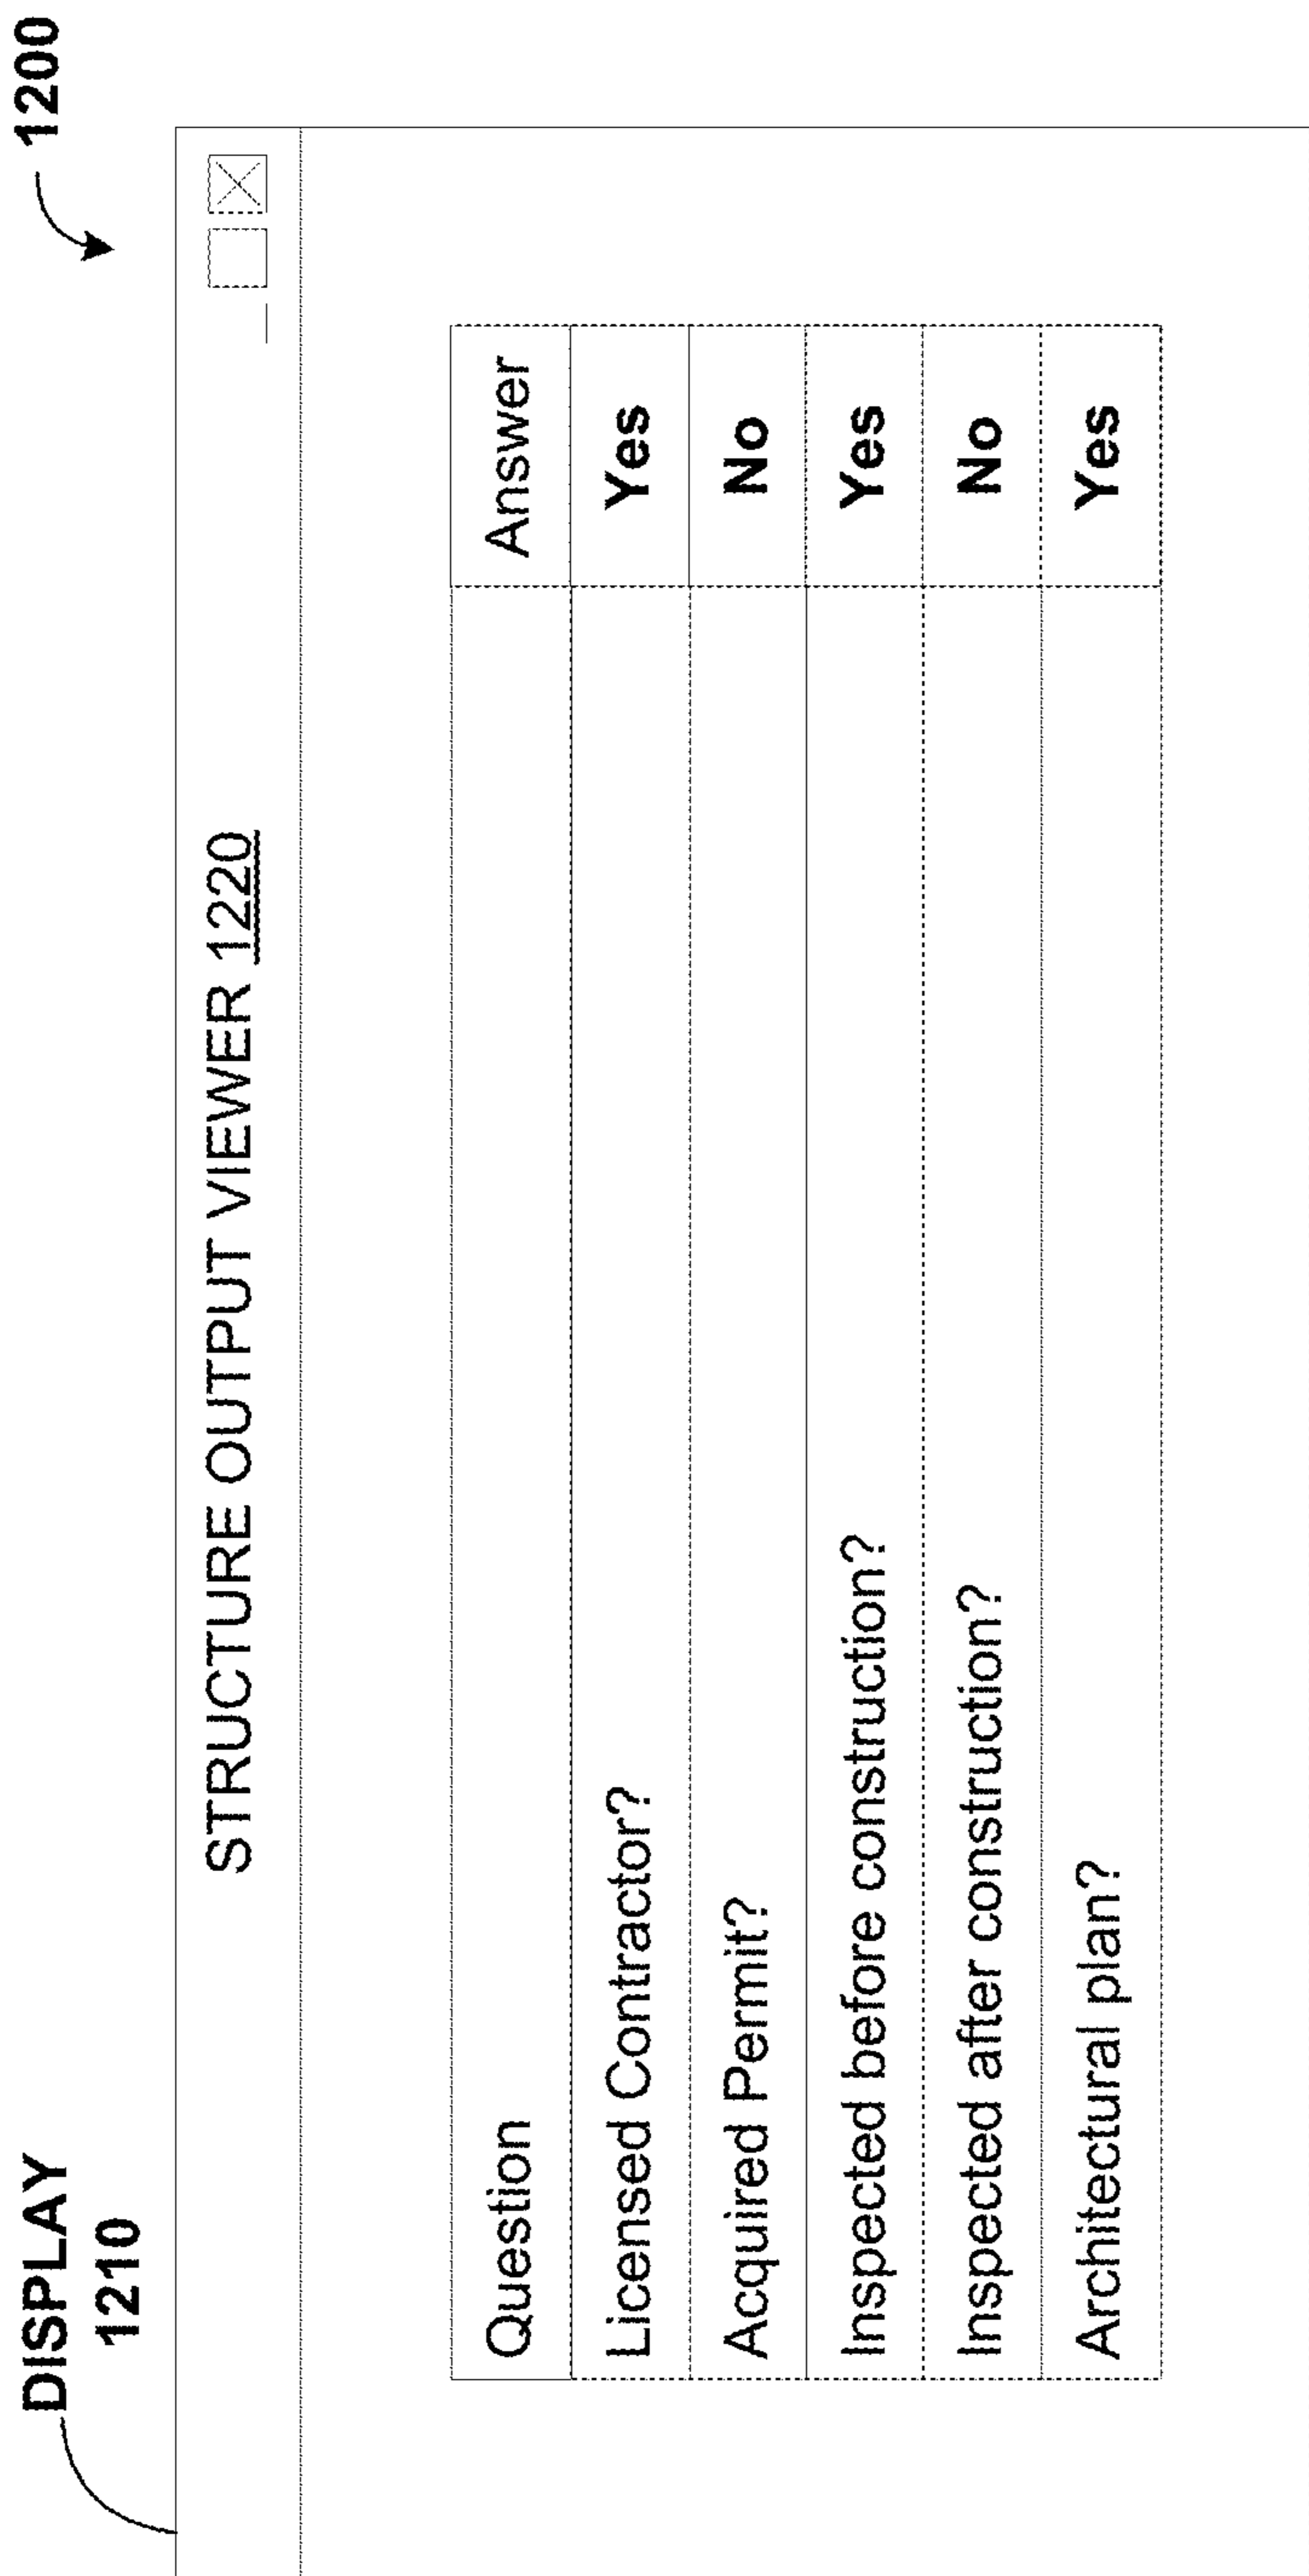 1200
DISPLAY
1210
STRUCTURE OUTPUT VIEWER 1220
Question Answer
Licensed Contractor? Yes
Acquired Permit? No
Inspected before construction? Yes
Inspected after construction? No
Architectural plan? Yes